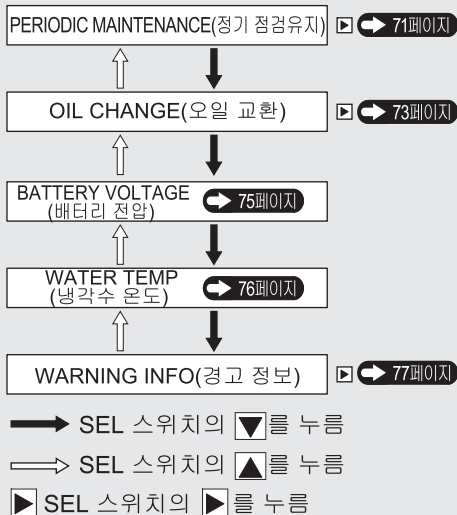 PERIODIC MAINTENANCE(정기 점검유지) ▶ 71페이지
OIL CHANGE(오일 교환) ▶ 73페이지
BATTERY VOLTAGE
(배터리 전압) 75페이지
WATER TEMP
(냉각수 온도) 76페이지
WARNING INFO(경고 정보) ▶ 77페이지
SEL 스위치의 ▼를 누름
SEL 스위치의 ▲를 누름
▶ SEL 스위치의 ▶를 누름